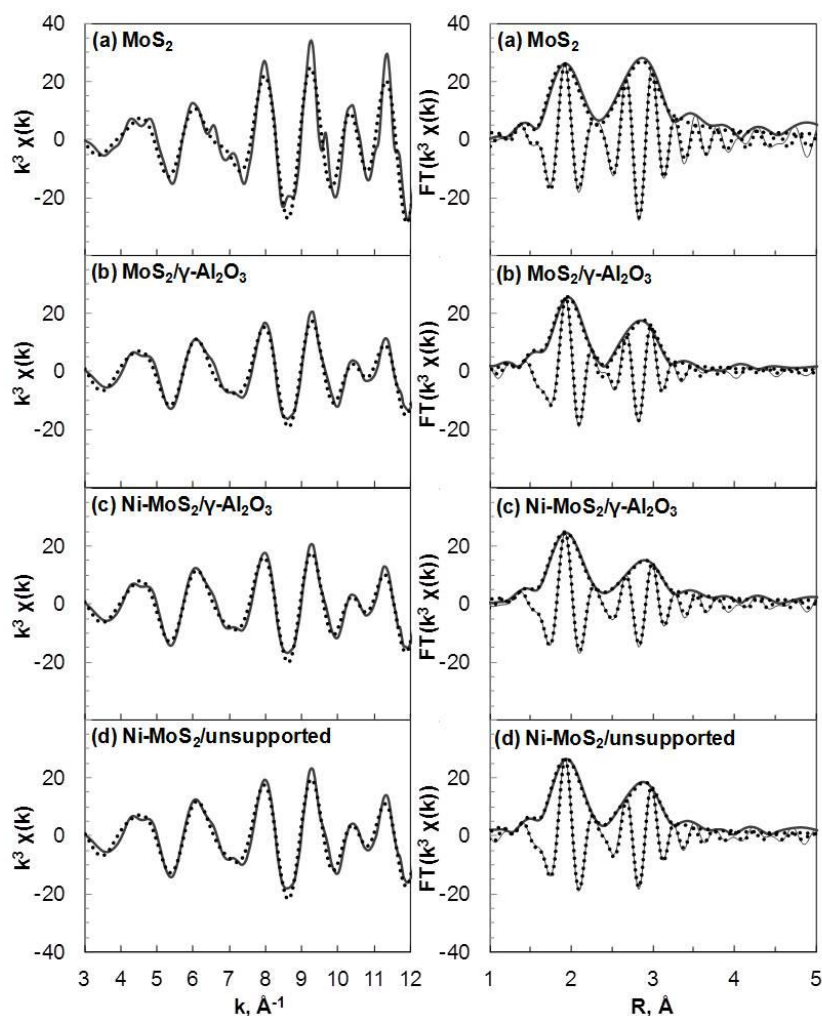 (a) MoS₂
40
20
0
-20
k³ χ(k)
(a) MoS₂
40
20
0
-20
FT(k³ χ(k))
(b) MoS₂/γ-Al₂O₃
20
0
-20
k³ χ(k)
(b) MoS₂/γ-Al₂O₃
20
0
-20
FT(k³ χ(k))
(c) Ni-MoS₂/γ-Al₂O₃
20
0
-20
k³ χ(k)
(c) Ni-MoS₂/γ-Al₂O₃
20
0
-20
FT(k³ χ(k))
(d) Ni-MoS₂/unsupported
20
0
-20
-40
k³ χ(k)
3 4 5 6 7 8 9 10 11 12
k, Å⁻¹
(d) Ni-MoS₂/unsupported
20
0
-20
-40
FT(k³ χ(k))
1 2 3 4 5
R, Å